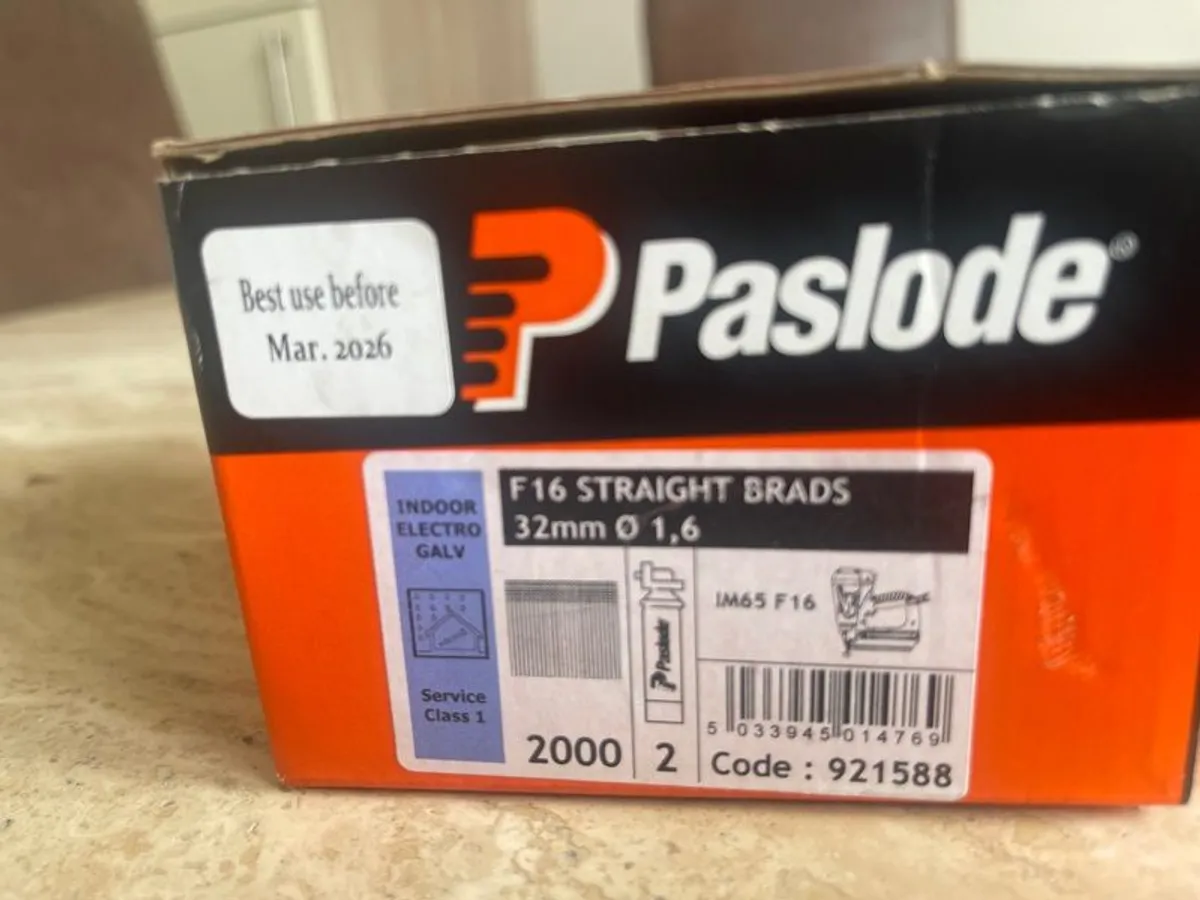 Best use before
Mar. 2026
Paslode®
INDOOR
ELECTRO
GALV
Service
Class 1
F16 STRAIGHT BRADS
32mm Ø 1,6
Paslode
IM65 F16
2000
2
5 033945 014769
Code : 921588